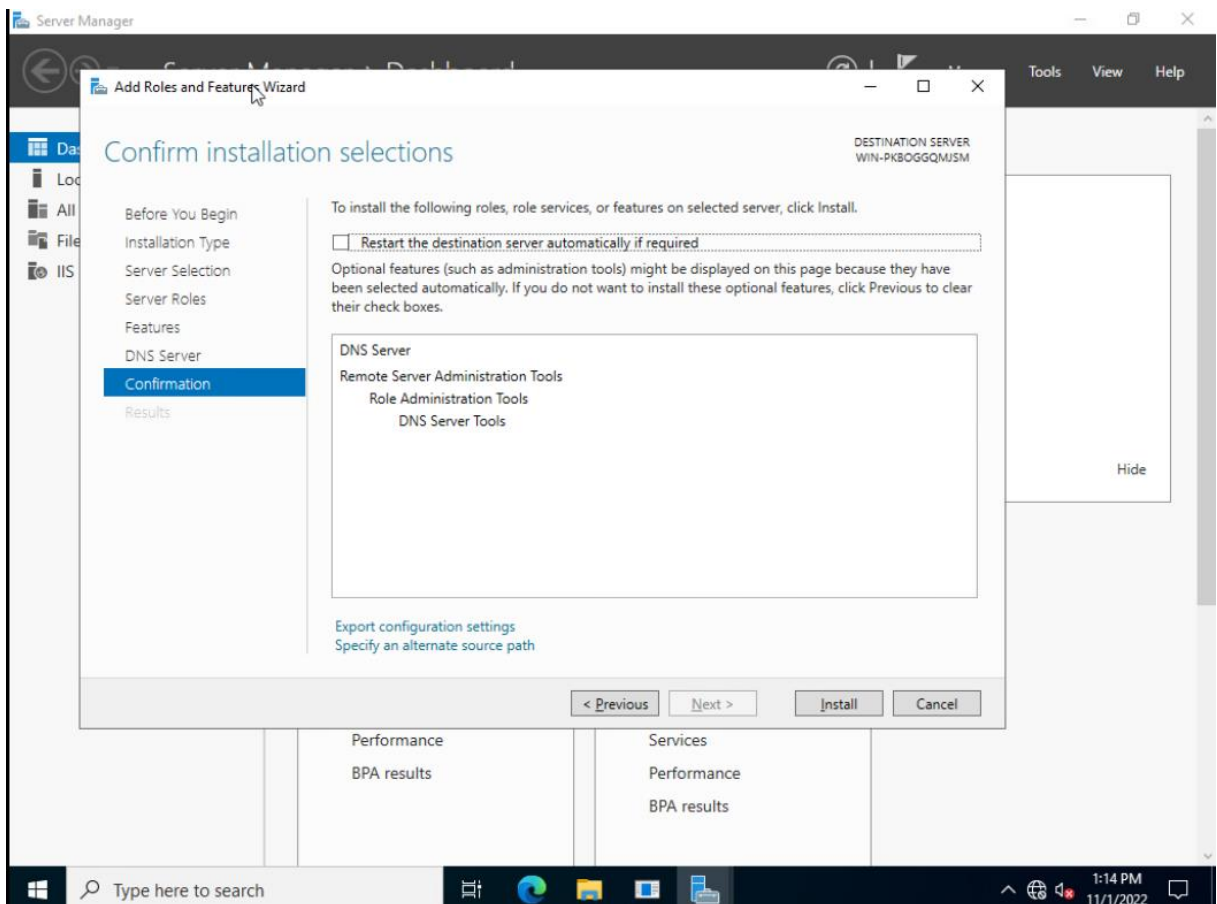 Server Manager
Tools View Help
Add Roles and Features Wizard
Confirm installation selections
DESTINATION SERVER
WIN-PKBOGGQMJSM
Das
Loc
All
File
IIS
Before You Begin
Installation Type
Server Selection
Server Roles
Features
DNS Server
Confirmation
Results
To install the following roles, role services, or features on selected server, click Install.
Restart the destination server automatically if required
Optional features (such as administration tools) might be displayed on this page because they have
been selected automatically. If you do not want to install these optional features, click Previous to clear
their check boxes.
DNS Server
Remote Server Administration Tools
Role Administration Tools
DNS Server Tools
Export configuration settings
Specify an alternate source path
< Previous Next > Install Cancel
Hide
Performance
BPA results
Services
Performance
BPA results
Type here to search
1:14 PM
11/1/2022